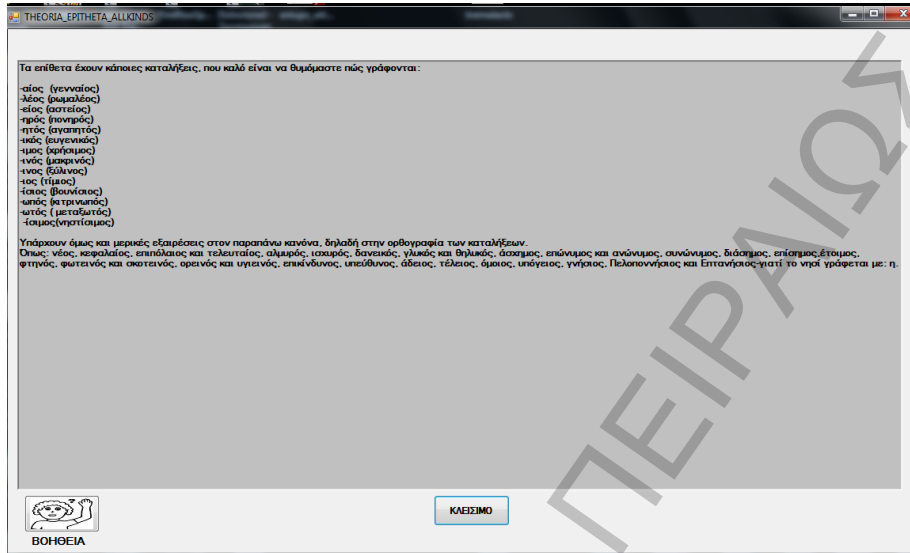 THEORIA_EPITHETA_ALLKINDS
Τα επίθετα έχουν κάποιες καταλήξεις, που καλό είναι να θυμόμαστε πώς γράφονται:
-αίος (γενναίος)
-λέος (ρωμαλέος)
-είος (αστείος)
-ηρός (πονηρός)
-ητός (αγαπητός)
-ικός (ευγενικός)
-ιμος (χρήσιμος)
-ινός (μακρινός)
-ινος (ξύλινος)
-ιος (τίμιος)
-ίσιος (βουνίσιος)
-ωπός (κιτρινωπός)
-ωτός ( μεταξωτός)
-ίσιμος(νηστίσιμος)
Υπάρχουν όμως και μερικές εξαιρέσεις στον παραπάνω κανόνα, δηλαδή στην ορθογραφία των καταλήξεων.
Όπως: νέος, κεφαλαίος, επιπόλαιος και τελευταίος, αλμυρός, ισχυρός, δανεικός, γλυκός και θηλυκός, άσχημος, επώνυμος και ανώνυμος, συνώνυμος, διάσημος, επίσημος,έτοιμος,
φτηνός, φωτεινός και σκοτεινός, ορεινός και υγιεινός, επικίνδυνος, υπεύθυνος, άδειος, τέλειος, όμοιος, υπόγειος, γνήσιος, Πελοποννήσιος και Επτανήσιος-γιατί το νησί γράφεται με: η.
ΚΛΕΙΣΙΜΟ
ΒΟΗΘΕΙΑ
ΠΕΙΡΑΙΩΣ